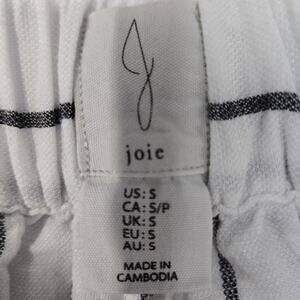 J
joie
US: S
CA: S/P
UK: S
EU: S
AU: S
MADE IN
CAMBODIA